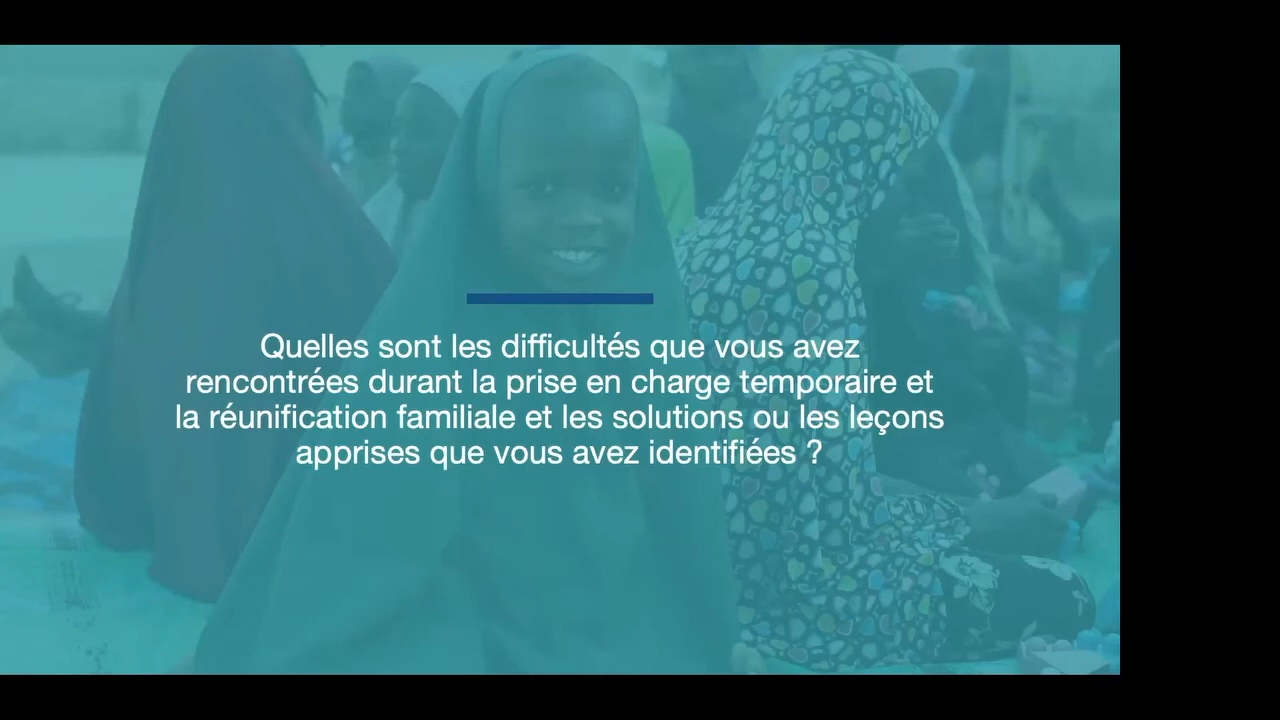 Quelles sont les difficultés que vous avez
rencontrées durant la prise en charge temporaire et
la réunification familiale et les solutions ou les leçons
apprises que vous avez identifiées ?